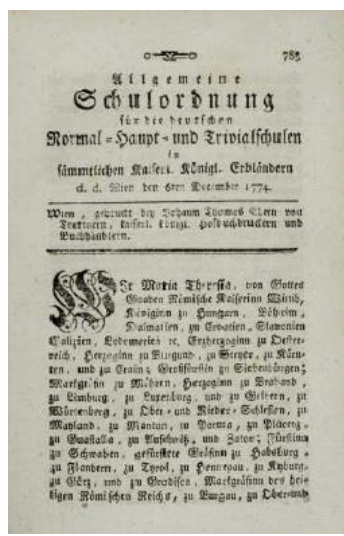 785
Allgemeine
Schulordnung
für die deutschen
Normal-Haupt- und Trivialschulen
in
sämmtlichen Kaiserl. Königl. Erbländern
d. d. Wien den 6ten December 1774.
Wien, gedruckt bey Johann Thomas Edlen von
Trattnern, kaiserl. königl. Hofbuchdruckern und
Buchhändlern.
Wir Maria Theresia, von Gottes
Gnaden Römische Kaiserinn Wittib,
Königinn zu Hungarn, Böheim,
Dalmatien, zu Croatien, Slavonien
Galizien, Lodomerien ꝛc. Erzherzoginn zu Oester-
reich, Herzoginn zu Burgund, zu Steyer, zu Kärn-
ten, und zu Crain; Großfürstin zu Siebenbürgen;
Markgräfin zu Mähren, Herzoginn zu Braband,
zu Limburg, zu Luxenburg, und zu Geldern, zu
Würtenberg, zu Ober- und Nieder-Schlesien, zu
Mayland, zu Mantua, zu Parma, zu Placenz,
zu Guastalla, zu Auschwitz, und Zator; Fürstinn
zu Schwaben, gefürstete Gräfinn zu Habsburg,
zu Flandern, zu Tyrol, zu Hennegau, zu Kyburg,
zu Görz, und zu Gradisca, Markgräfinn des hei-
ligen Römischen Reichs, zu Burgau, zu Ober-und